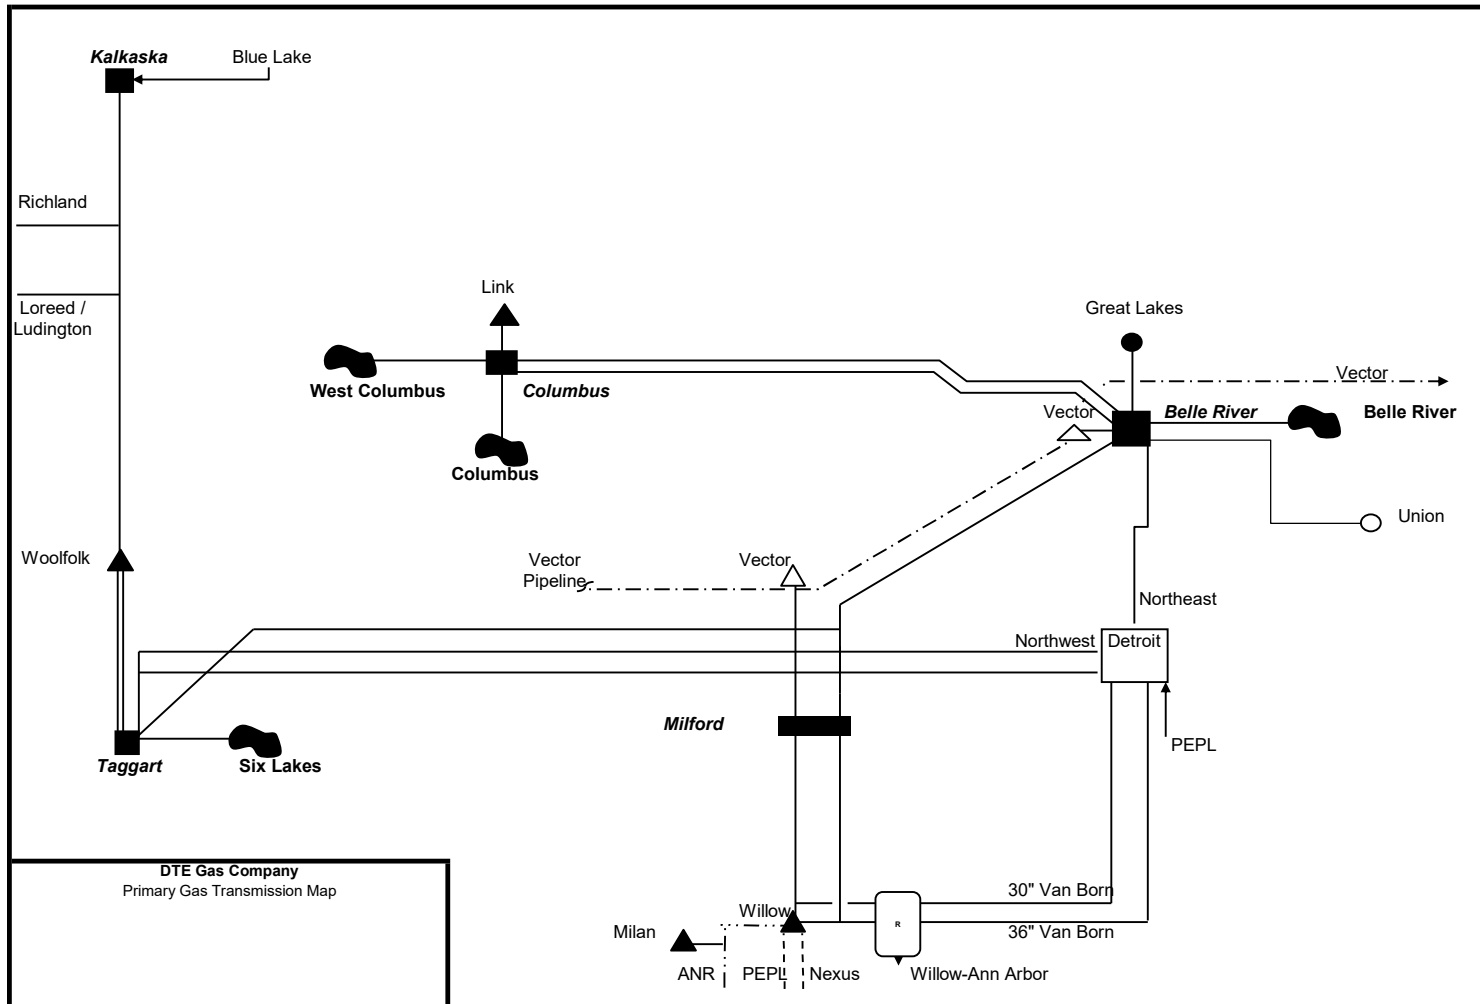 Kalkaska
Blue Lake
Richland
Loreed /
Ludington
Link
Great Lakes
Vector
West Columbus
Columbus
Vector
Belle River
Belle River
Columbus
Union
Woolfolk
Vector
Pipeline
Vector
Northeast
Northwest
Detroit
Milford
PEPL
Taggart
Six Lakes
DTE Gas Company
Primary Gas Transmission Map
30" Van Born
Willow
R
Milan
36" Van Born
ANR
PEPL
Nexus
Willow-Ann Arbor